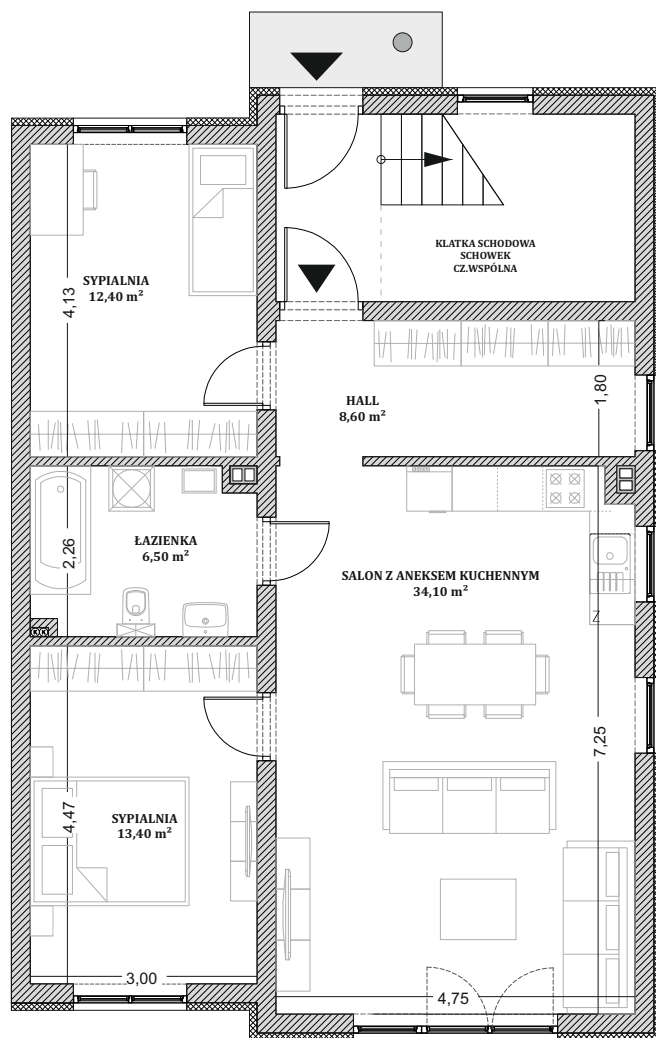 KLATKA SCHODOWA
SCHOWEK
CZ.WSPÓLNA
SYPIALNIA
12,40 m²
4,13
HALL
8,60 m²
1,80
ŁAZIENKA
6,50 m²
2,26
SALON Z ANEKSEM KUCHENNYM
34,10 m²
Z
7,25
SYPIALNIA
13,40 m²
4,47
3,00
4,75